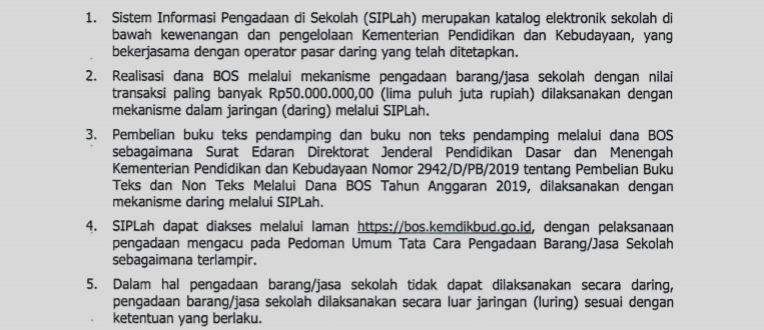 1. Sistem Informasi Pengadaan di Sekolah (SIPLah) merupakan katalog elektronik sekolah di
bawah kewenangan dan pengelolaan Kementerian Pendidikan dan Kebudayaan, yang
bekerjasama dengan operator pasar daring yang telah ditetapkan.
2. Realisasi dana BOS melalui mekanisme pengadaan barang/jasa sekolah dengan nilai
transaksi paling banyak Rp50.000.000,00 (lima puluh juta rupiah) dilaksanakan dengan
mekanisme dalam jaringan (daring) melalui SIPLah.
3. Pembelian buku teks pendamping dan buku non teks pendamping melalui dana BOS
sebagaimana Surat Edaran Direktorat Jenderal Pendidikan Dasar dan Menengah
Kementerian Pendidikan dan Kebudayaan Nomor 2942/D/PB/2019 tentang Pembelian Buku
Teks dan Non Teks Melalui Dana BOS Tahun Anggaran 2019, dilaksanakan dengan
mekanisme daring melalui SIPLah.
4. SIPLah dapat diakses melalui laman https://bos.kemdikbud.go.id, dengan pelaksanaan
pengadaan mengacu pada Pedoman Umum Tata Cara Pengadaan Barang/Jasa Sekolah
sebagaimana terlampir.
5. Dalam hal pengadaan barang/jasa sekolah tidak dapat dilaksanakan secara daring,
pengadaan barang/jasa sekolah dilaksanakan secara luar jaringan (luring) sesuai dengan
ketentuan yang berlaku.